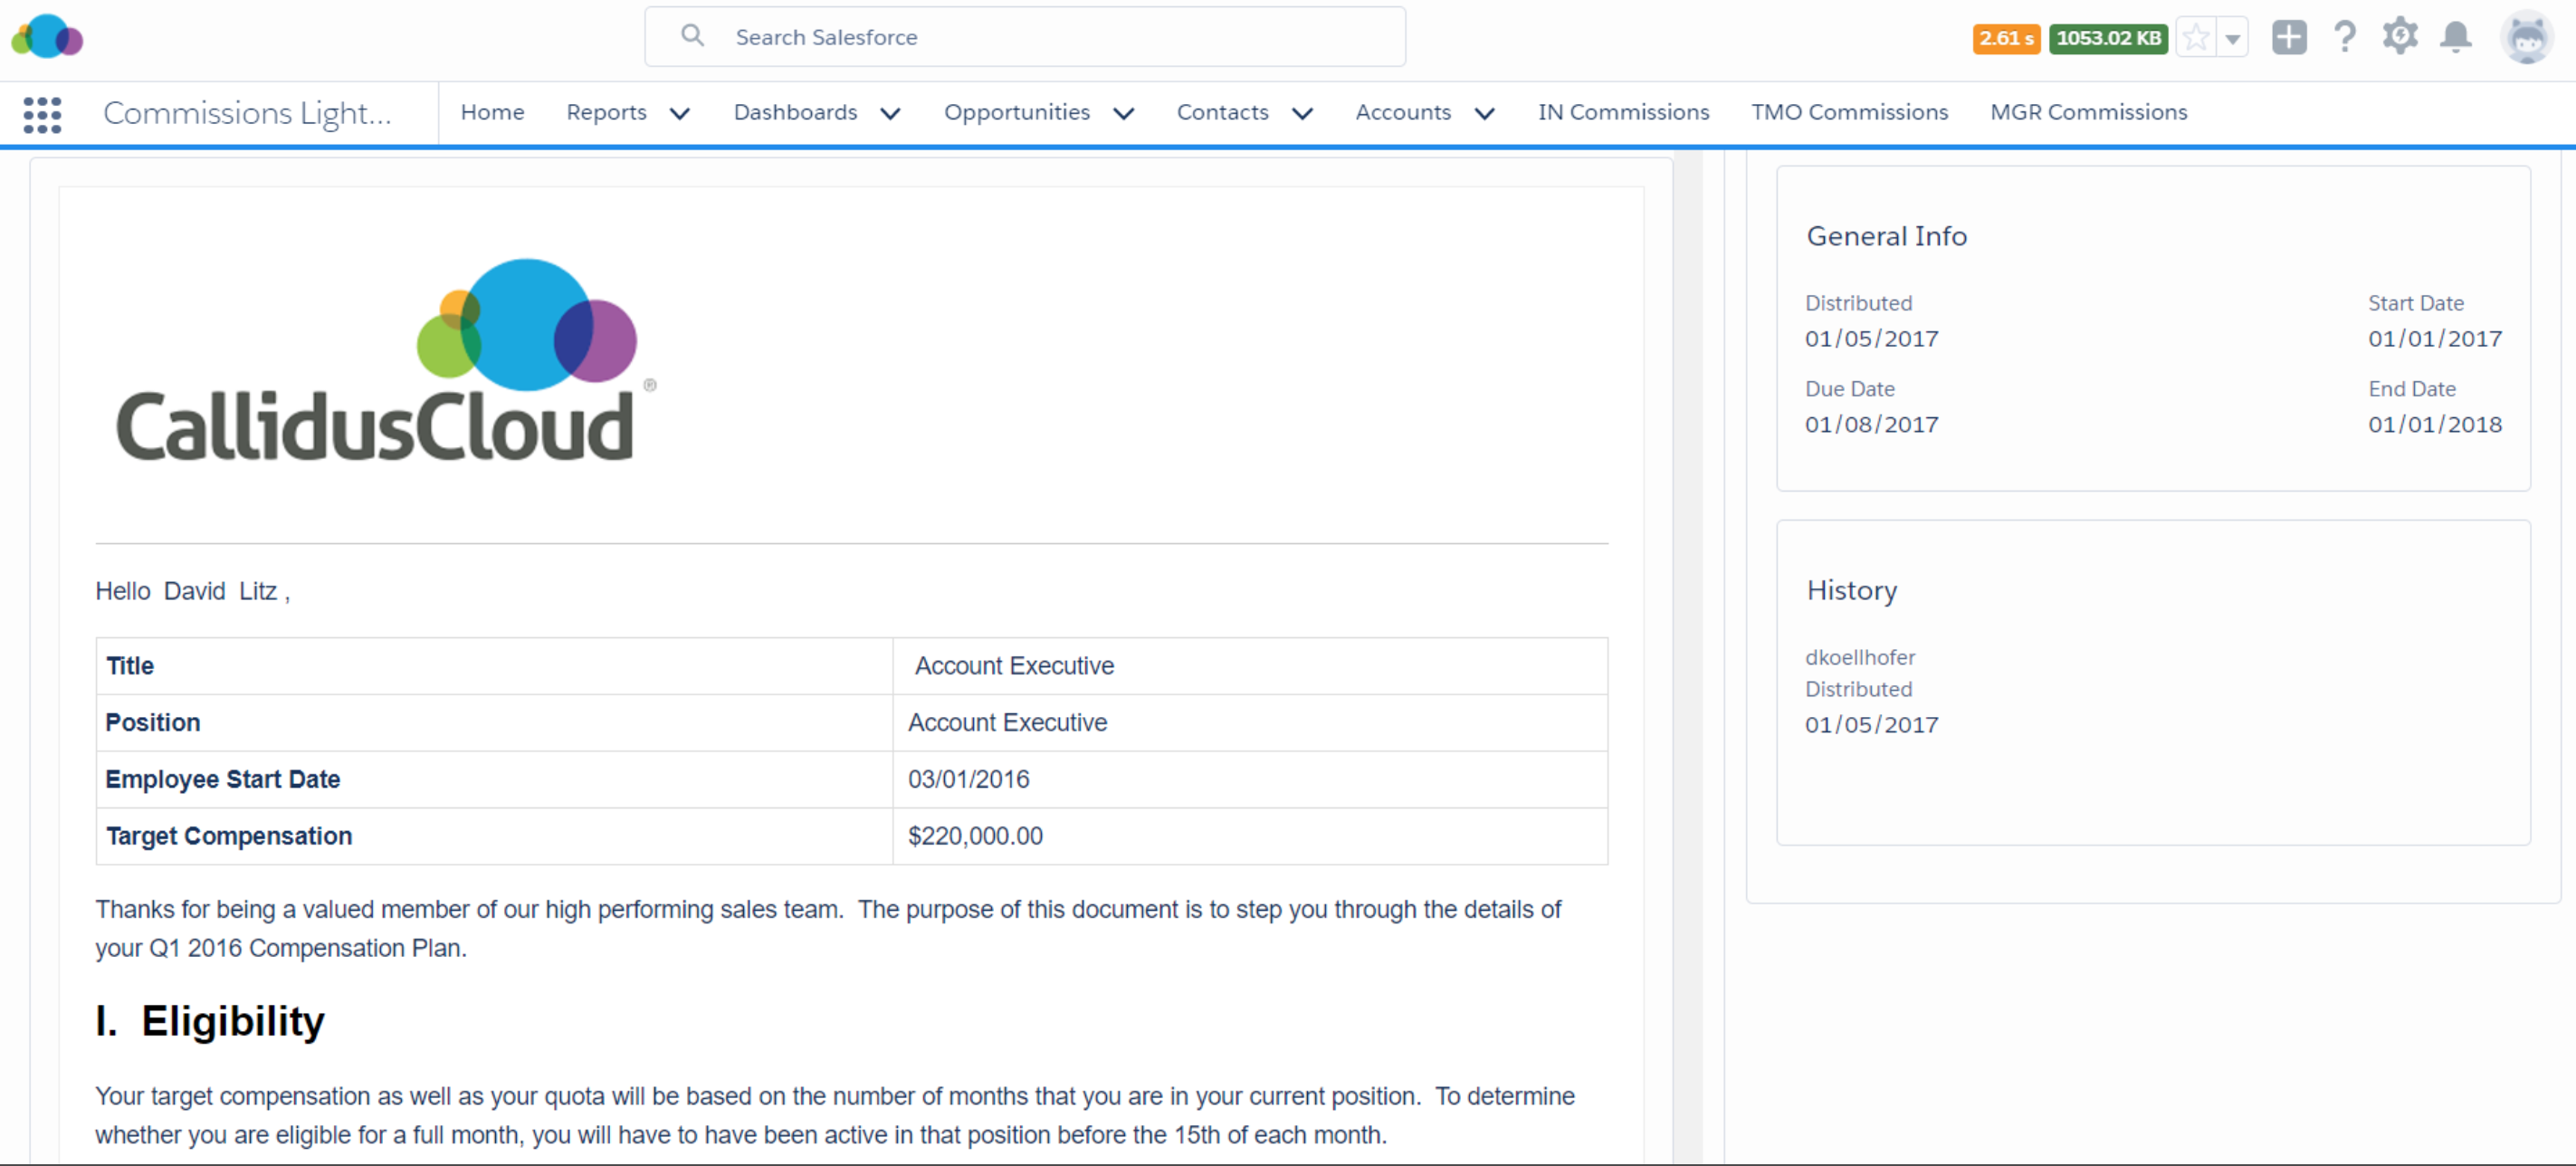 Search Salesforce
2.61 s 1053.02 KB
Commissions Light... Home Reports Dashboards Opportunities Contacts Accounts IN Commissions TMO Commissions MGR Commissions
CallidusCloud®
Hello David Litz ,
Title Account Executive
Position Account Executive
Employee Start Date 03/01/2016
Target Compensation $220,000.00
Thanks for being a valued member of our high performing sales team. The purpose of this document is to step you through the details of
your Q1 2016 Compensation Plan.
I. Eligibility
Your target compensation as well as your quota will be based on the number of months that you are in your current position. To determine
whether you are eligible for a full month, you will have to have been active in that position before the 15th of each month.
General Info
Distributed Start Date
01/05/2017 01/01/2017
Due Date End Date
01/08/2017 01/01/2018
History
dkoellhofer
Distributed
01/05/2017